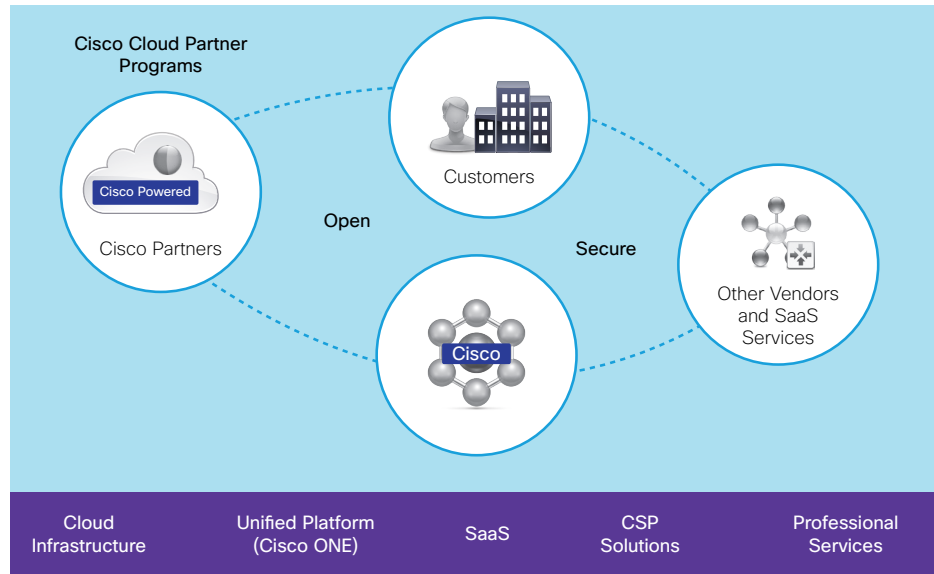 Cisco Cloud Partner
Programs
Cisco Powered
Cisco Partners
Customers
Open
Secure
Cisco
Other Vendors
and SaaS
Services
Cloud
Infrastructure
Unified Platform
(Cisco ONE)
SaaS
CSP
Solutions
Professional
Services